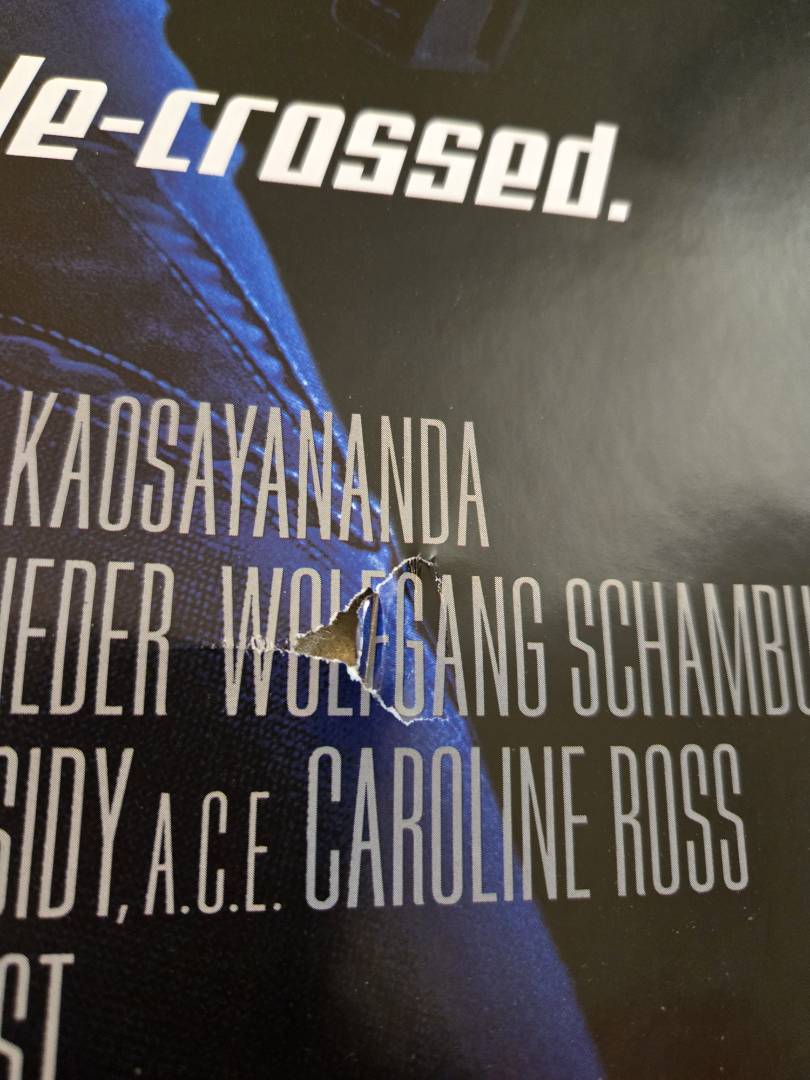 le-crossed.
KAOSAYANANDA
IEDER WOLFGANG SCHAMBU
SIDY, A.C.E. CAROLINE ROSS
ST